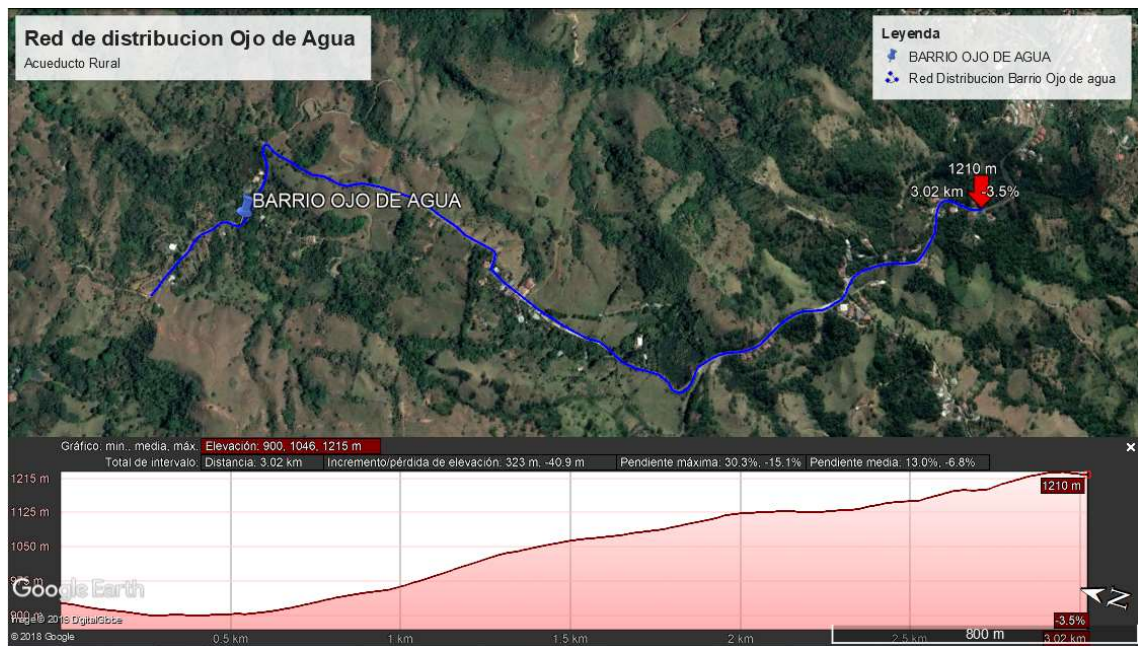 Red de distribucion Ojo de Agua
Acueducto Rural
Leyenda
BARRIO OJO DE AGUA
Red Distribucion Barrio Ojo de agua
1210 m
3.02 km -3.5%
BARRIO OJO DE AGUA
Gráfico: min., media, máx. Elevación: 900, 1046, 1215 m
Total de intervalo: Distancia: 3.02 km Incremento/pérdida de elevación: 323 m, -40.9 m Pendiente máxima: 30.3%, -15.1% Pendiente media: 13.0%, -6.8%
1215 m
1210 m
1125 m
1050 m
975 m
Google Earth
900 m
Image © 2018 DigitalGlobe
© 2018 Google
-3.5%
N
0.5 km
1 km
1.5 km
2 km
2.5 km
800 m
3.02 km